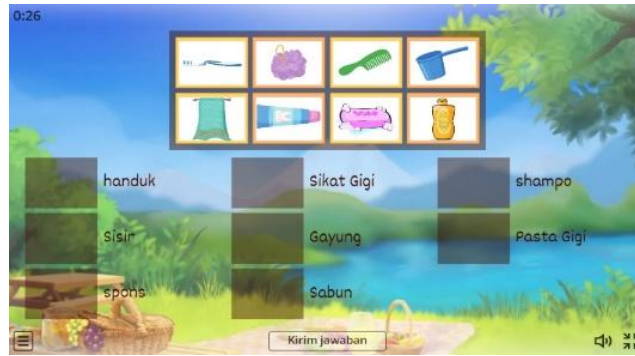 0:26
handuk
Sikat Gigi
shampo
Sisir
Gayung
Pasta Gigi
spons
Sabun
Kirim jawaban